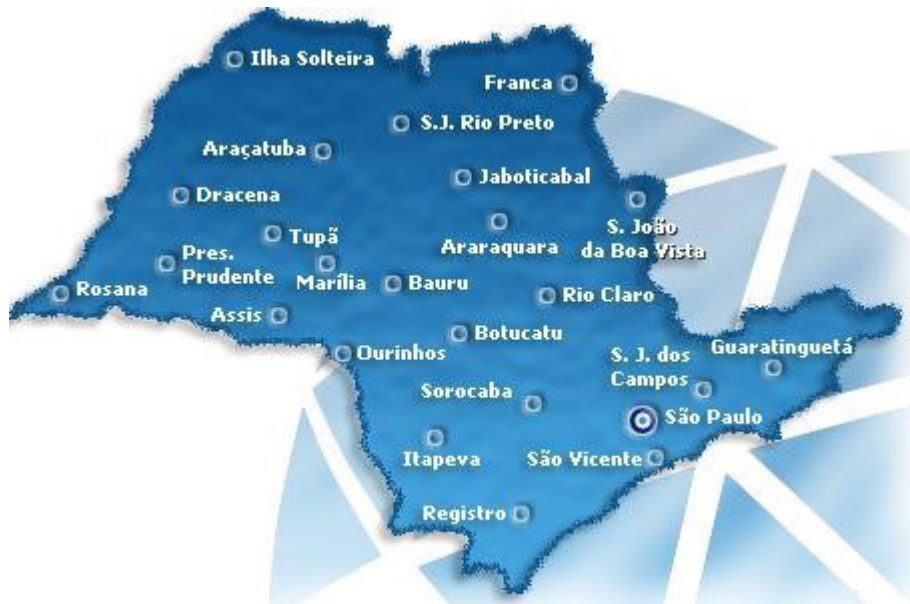 Ilha Solteira
Franca
S.J. Rio Preto
Araçatuba
Jaboticabal
Dracena
S. João
da Boa Vista
Tupã
Araraquara
Pres.
Prudente
Marília
Bauru
Rosana
Rio Claro
Assis
Botucatu
Ourinhos
Guaratinguetá
S. J. dos
Campos
Sorocaba
São Paulo
Itapeva
São Vicente
Registro